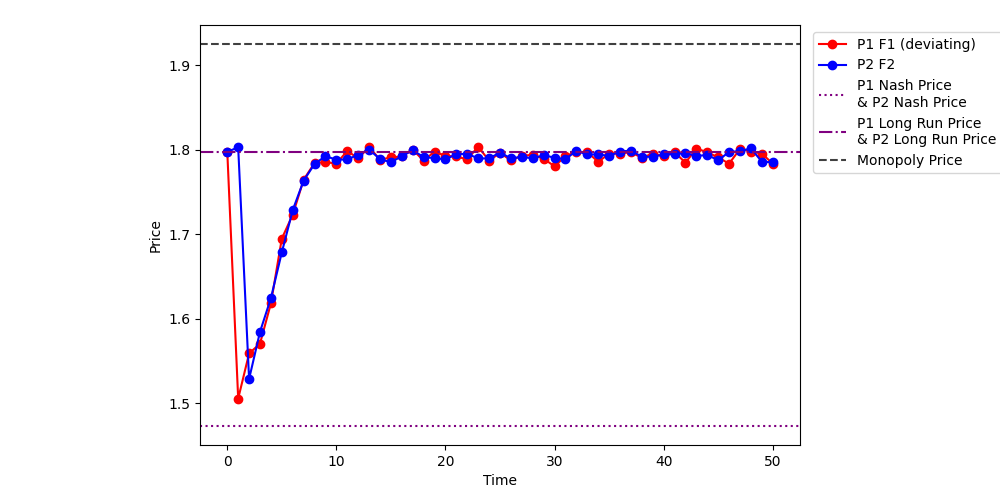 1.9
1.8
1.7
1.6
1.5
Price
0 10 20 30 40 50
Time
P1 F1 (deviating)
P2 F2
P1 Nash Price
& P2 Nash Price
P1 Long Run Price
& P2 Long Run Price
Monopoly Price